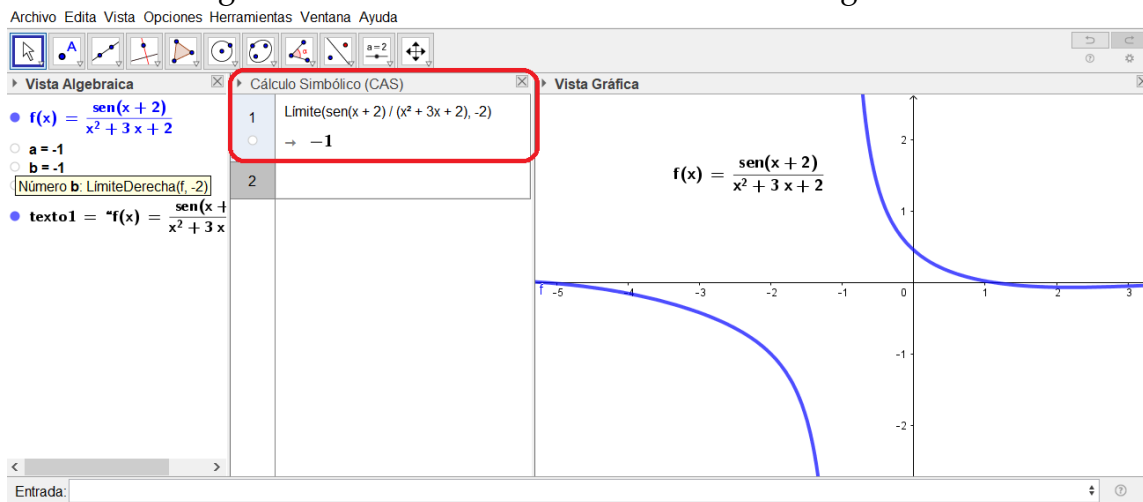 Archivo Edita Vista Opciones Herramientas Ventana Ayuda
A
a = 2
Vista Algebraica
f(x) = sen(x + 2) / x² + 3 x + 2
a = -1
b = -1
Número b: LímiteDerecha(f, -2)
texto1 = “f(x) = sen(x + / x² + 3 x
Cálculo Simbólico (CAS)
1
Límite(sen(x + 2) / (x² + 3x + 2), -2)
→ −1
2
Vista Gráfica
f(x) = sen(x + 2) / x² + 3 x + 2
2
1
f -5 -4 -3 -2 -1 0 1 2 3
-1
-2
Entrada: